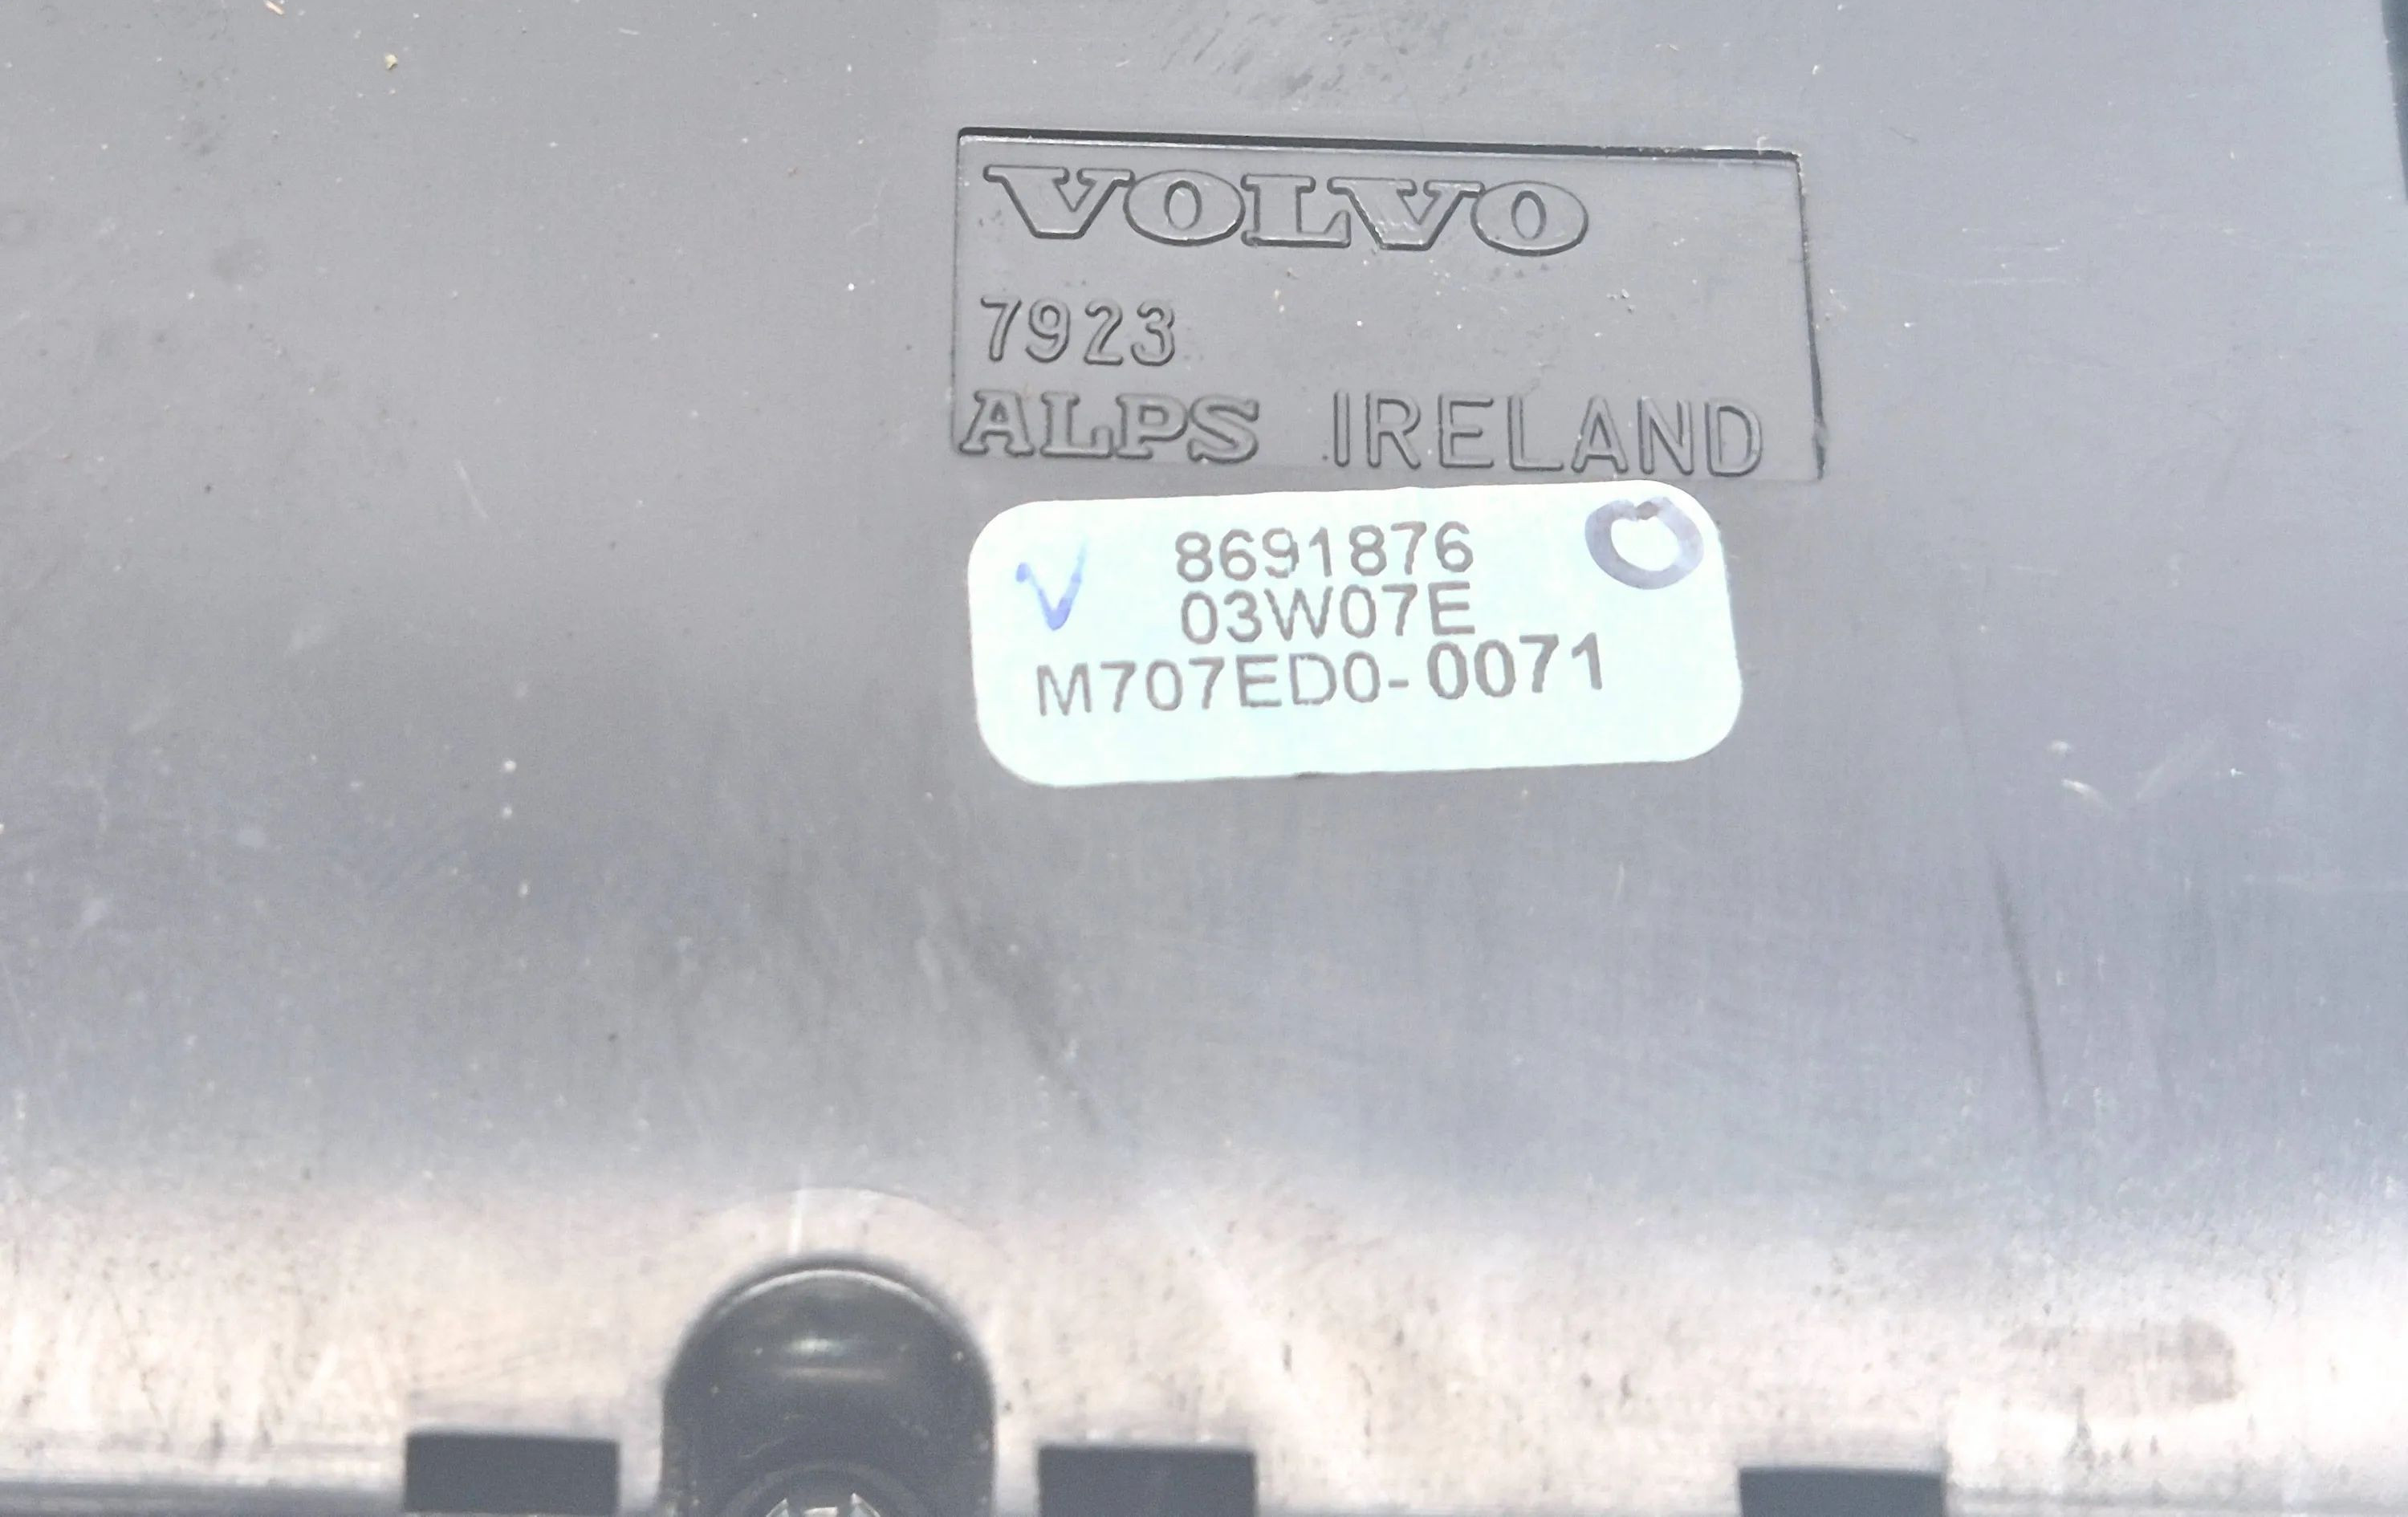 VOLVO
7923
ALPS IRELAND
8691876
03W07E
M707ED0-0071